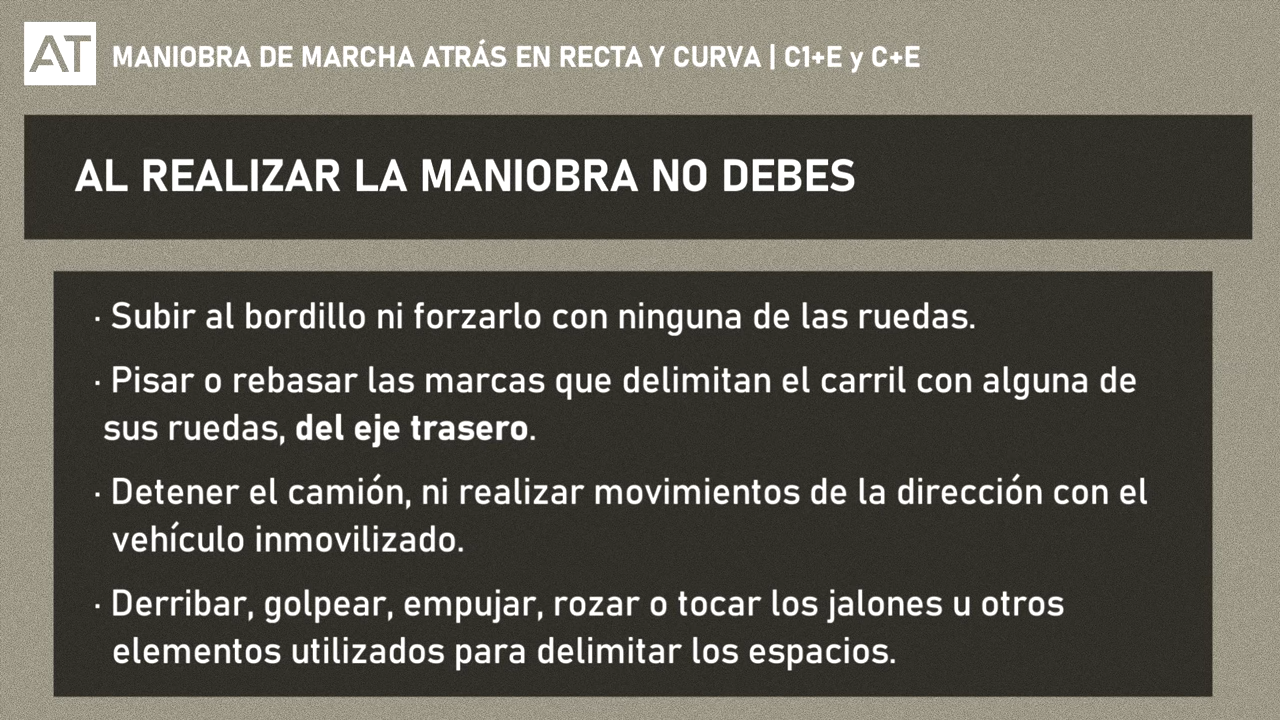 AT MANIOBRA DE MARCHA ATRÁS EN RECTA Y CURVA | C1+E y C+E
AL REALIZAR LA MANIOBRA NO DEBES
· Subir al bordillo ni forzarlo con ninguna de las ruedas.
· Pisar o rebasar las marcas que delimitan el carril con alguna de
sus ruedas, del eje trasero.
· Detener el camión, ni realizar movimientos de la dirección con el
vehículo inmovilizado.
· Derribar, golpear, empujar, rozar o tocar los jalones u otros
elementos utilizados para delimitar los espacios.